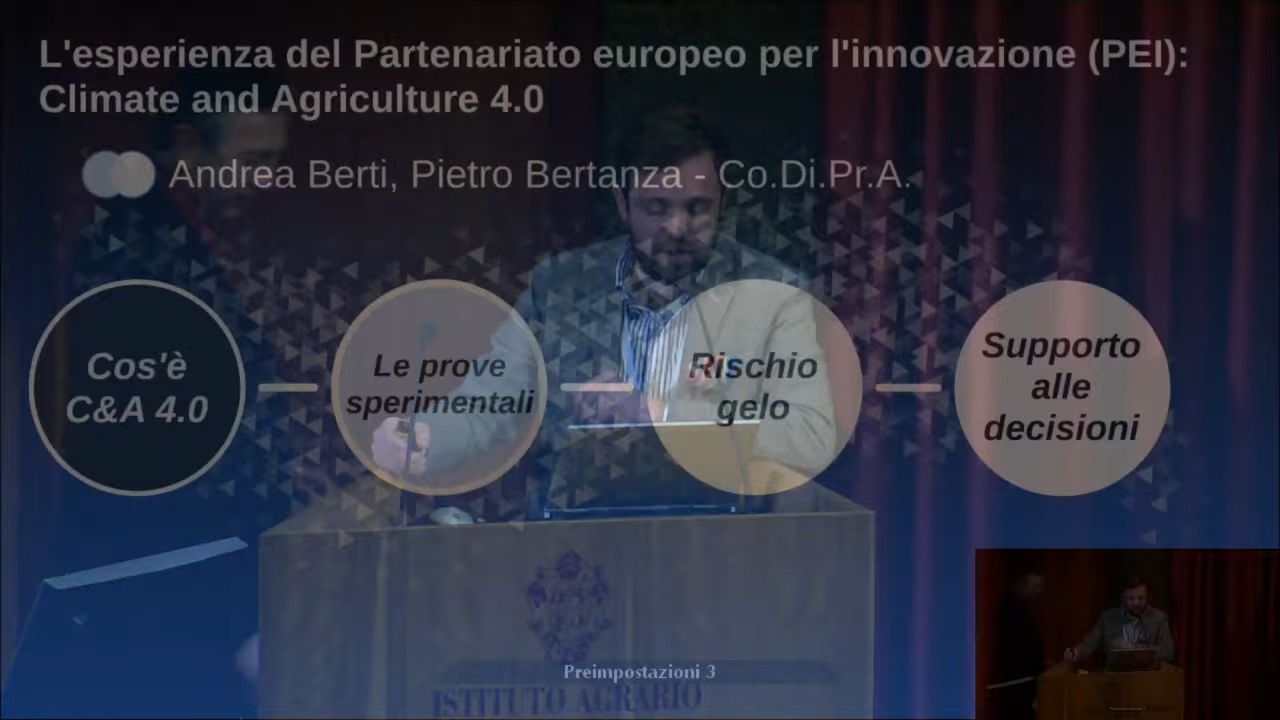 L'esperienza del Partenariato europeo per l'innovazione (PEI):
Climate and Agriculture 4.0
Andrea Berti, Pietro Bertanza - Co.Di.Pr.A.
Cos'è
C&A 4.0
Le prove
sperimentali
Rischio
gelo
Supporto
alle
decisioni
Preimpostazioni 3
ISTITUTO AGRARIO